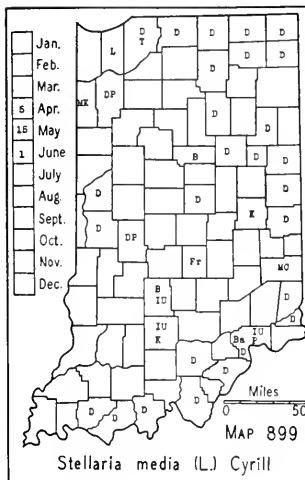 Jan.
Feb.
Mar.
5 Apr.
15 May
1 June
July
Aug.
Sept.
Oct.
Nov.
Dec.
D D D D D
L T D D
D
MK DP D
D
B D D D
D D
K
D DP
Fr MC
B
IU D
D
IU IU
K Ba P
D D
D
D
D D D
Miles
0 50
MAP 899
Stellaria media (L.) Cyrill